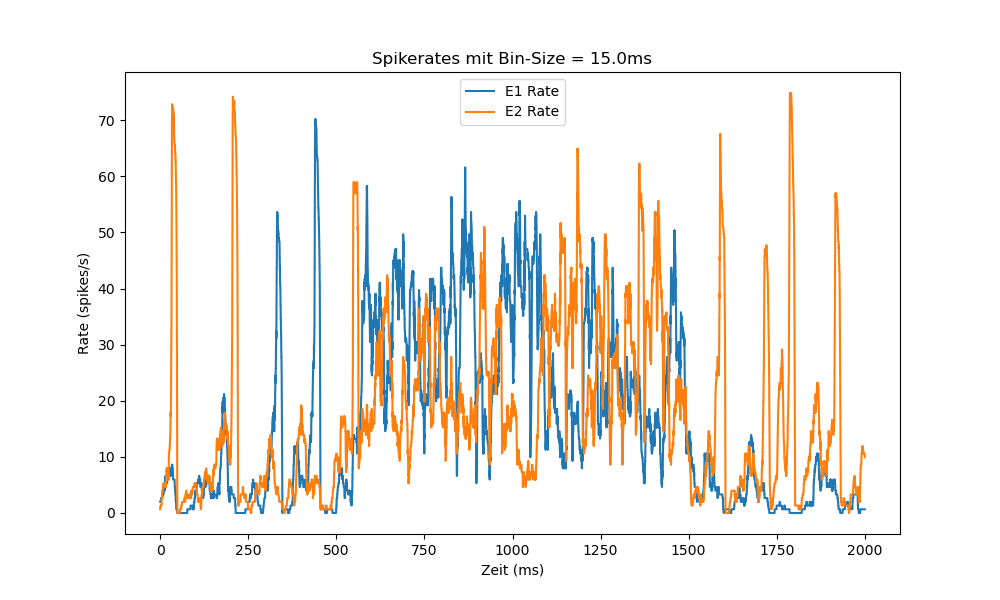 Spikerates mit Bin-Size = 15.0ms
E1 Rate
E2 Rate
Rate (spikes/s)
70
60
50
40
30
20
10
0
0 250 500 750 1000 1250 1500 1750 2000
Zeit (ms)